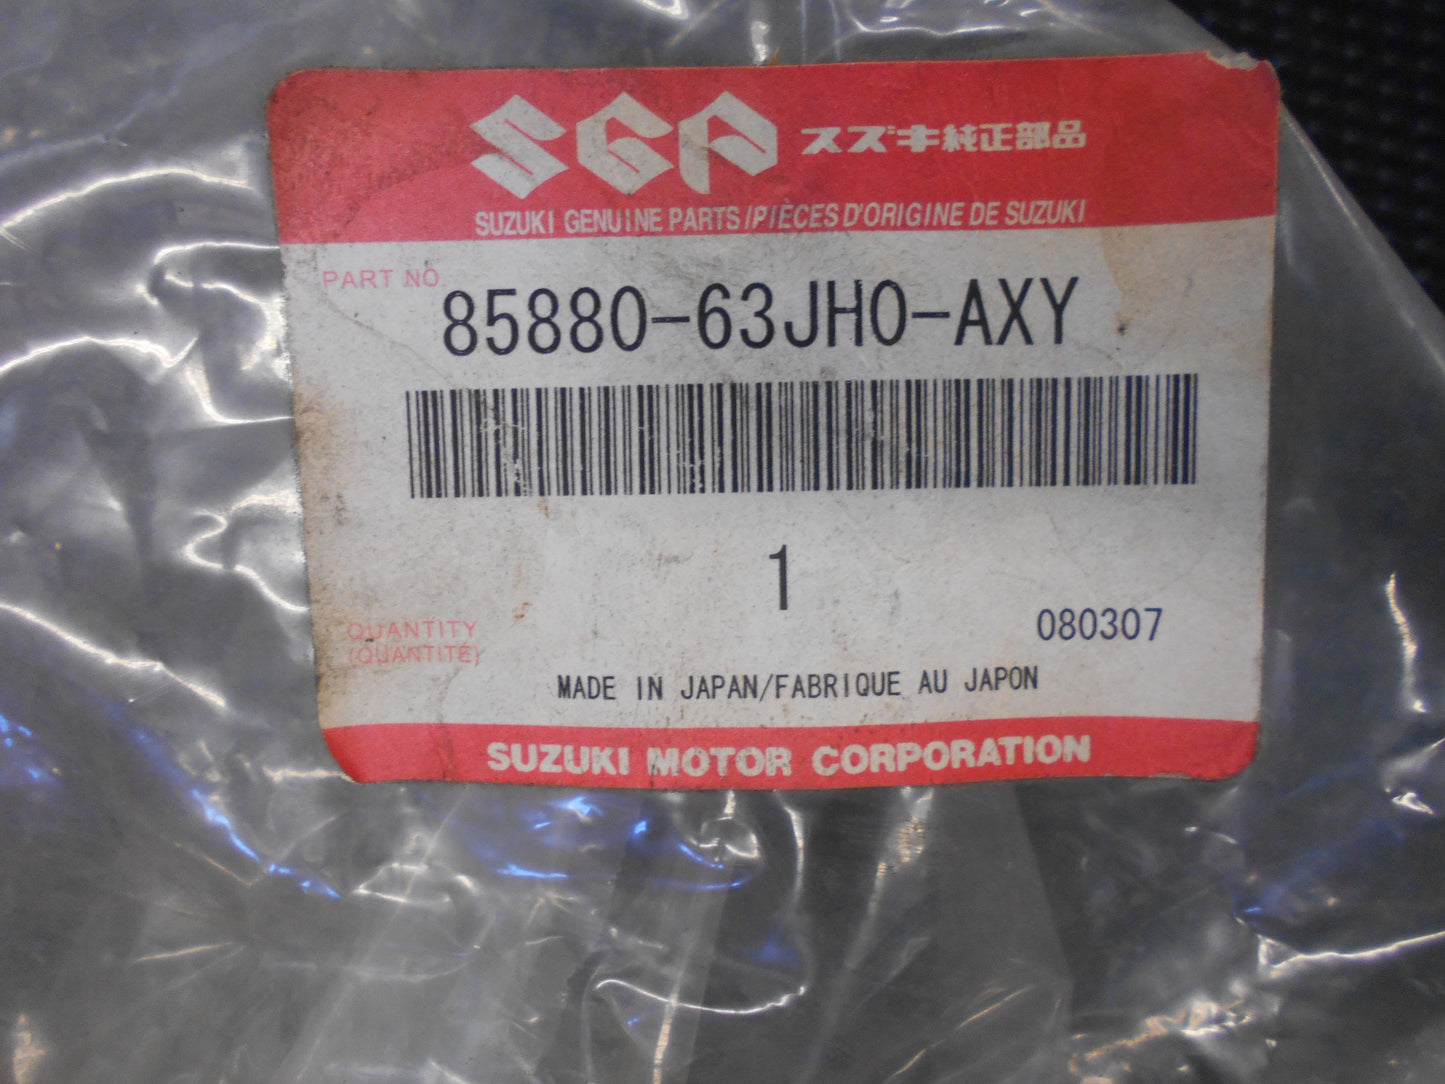 SGP スズキ純正部品
SUZUKI GENUINE PARTS/PIÈCES D'ORIGINE DE SUZUKI
PART NO.
85880-63JH0-AXY
1
080307
QUANTITY
(QUANTITÉ)
MADE IN JAPAN/FABRIQUE AU JAPON
SUZUKI MOTOR CORPORATION